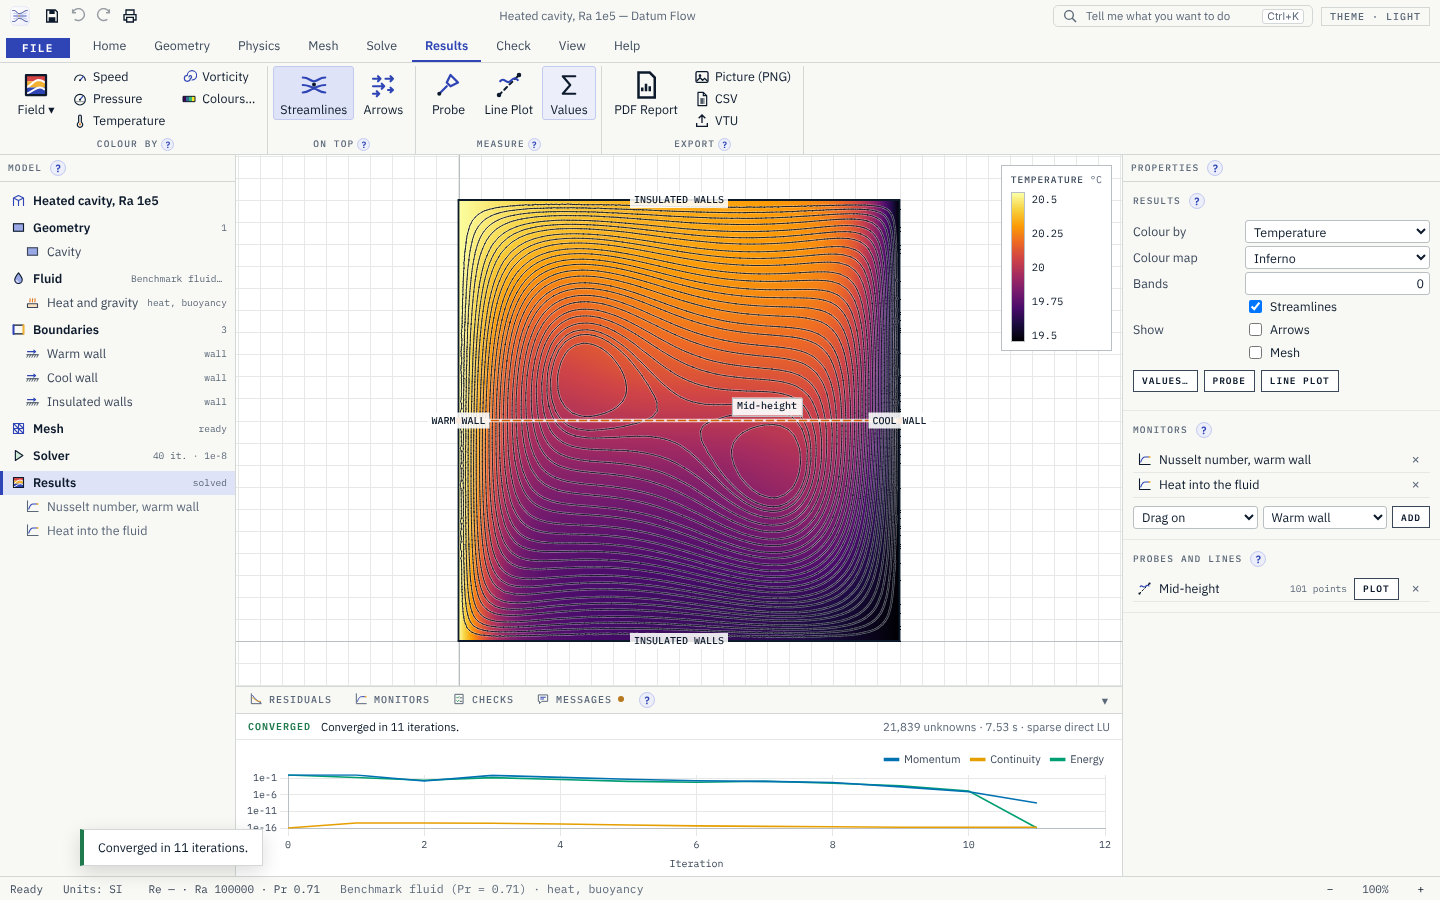 Heated cavity, Ra 1e5 — Datum Flow
Tell me what you want to do Ctrl+K
THEME · LIGHT
FILE Home Geometry Physics Mesh Solve Results Check View Help
Field ▾
Speed
Pressure
Temperature
Vorticity
Colours…
COLOUR BY ?
Streamlines
Arrows
ON TOP ?
Probe
Line Plot
Values
MEASURE ?
PDF Report
Picture (PNG)
CSV
VTU
EXPORT ?
MODEL ?
Heated cavity, Ra 1e5
Geometry 1
Cavity
Fluid Benchmark fluid…
Heat and gravity heat, buoyancy
Boundaries 3
Warm wall wall
Cool wall wall
Insulated walls wall
Mesh ready
Solver 40 it. · 1e-8
Results solved
Nusselt number, warm wall
Heat into the fluid
INSULATED WALLS
WARM WALL
Mid-height
COOL WALL
INSULATED WALLS
TEMPERATURE °C
20.5
20.25
20
19.75
19.5
PROPERTIES ?
RESULTS ?
Colour by Temperature
Colour map Inferno
Bands 0
Show
Streamlines
Arrows
Mesh
VALUES… PROBE LINE PLOT
MONITORS ?
Nusselt number, warm wall ×
Heat into the fluid ×
Drag on Warm wall ADD
PROBES AND LINES ?
Mid-height 101 points PLOT ×
RESIDUALS MONITORS CHECKS MESSAGES ? ▼
CONVERGED Converged in 11 iterations. 21,839 unknowns · 7.53 s · sparse direct LU
Momentum Continuity Energy
1e-1
1e-6
1e-11
1e-16
0 2 4 6 8 10 12
Iteration
Converged in 11 iterations.
Ready Units: SI Re — · Ra 100000 · Pr 0.71 Benchmark fluid (Pr = 0.71) · heat, buoyancy − 100% +